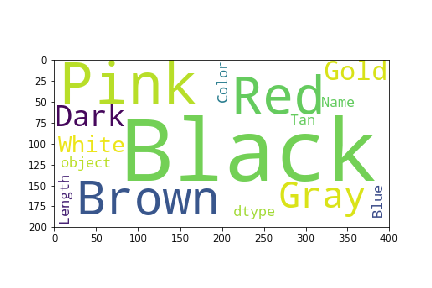 Pink
Color
Red
Gold
Dark
Name
Tan
White
Black
object
Length
Brown
dtype
Gray
Blue
0
25
50
75
100
125
150
175
200
0 50 100 150 200 250 300 350 400